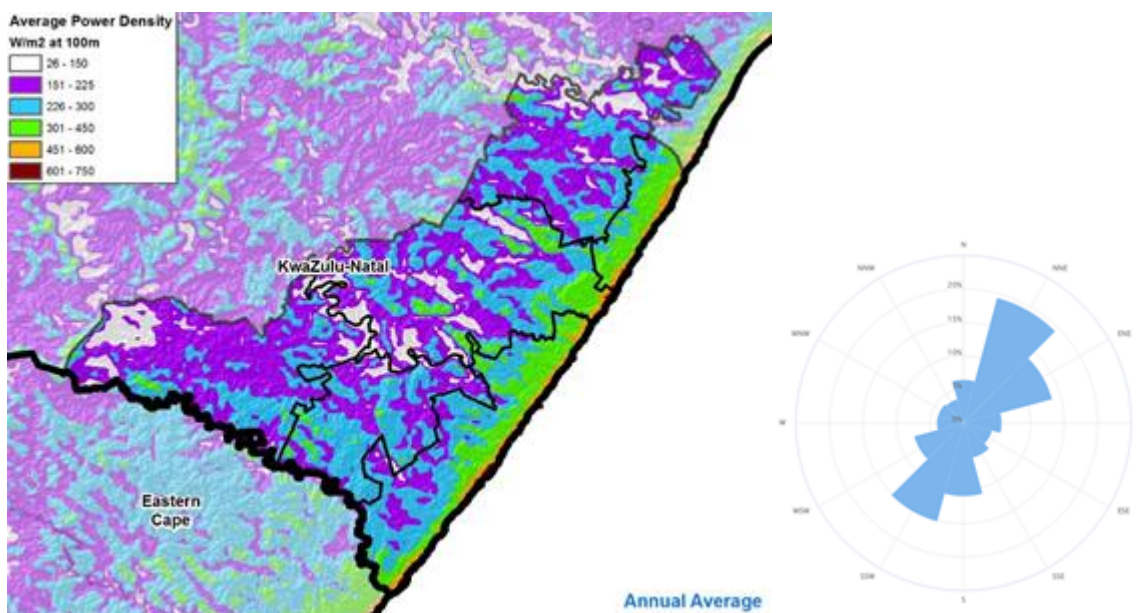 Average Power Density
W/m2 at 100m
26 - 150
151 - 225
226 - 300
301 - 450
451 - 600
601 - 750
KwaZulu-Natal
Eastern
Cape
Annual Average
N
NNW
NNE
20%
WNW
15%
ENE
10%
5%
W
0%
E
WSW
ESE
SSW
SSE
S